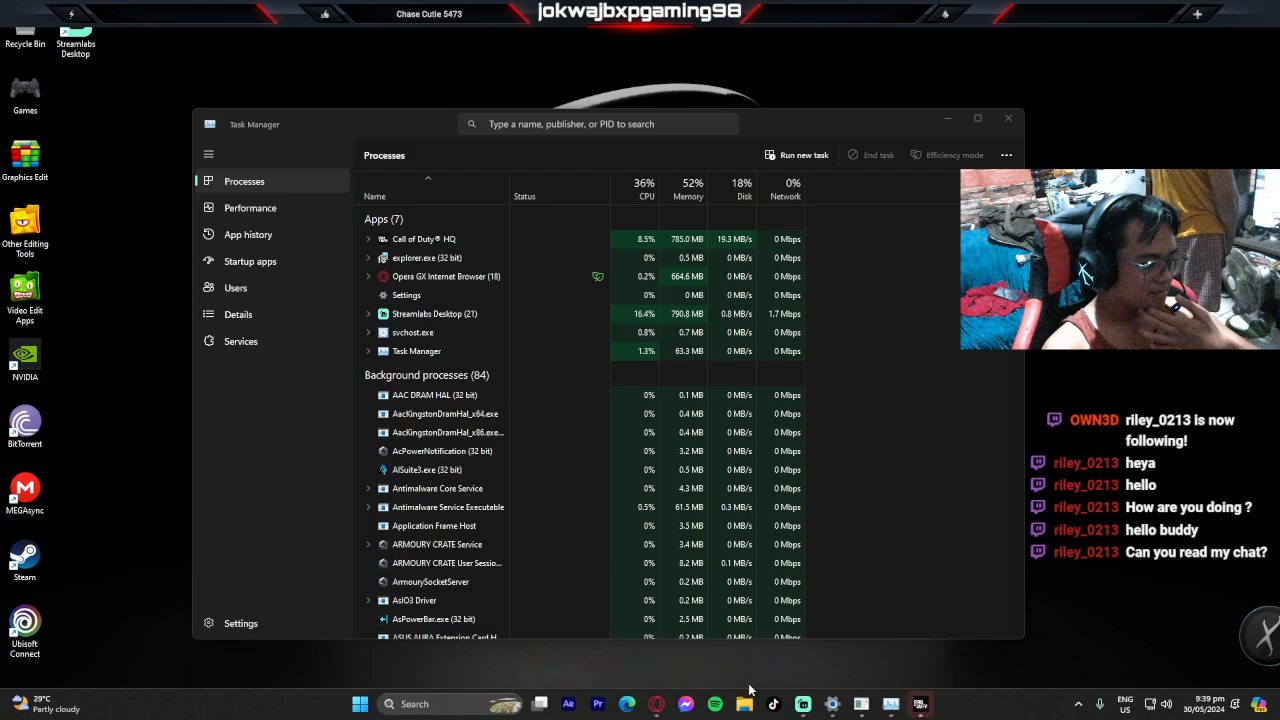 Chase Cutie 5473
jokwajbxpgaming98
Recycle Bin
Streamlabs
Desktop
Games
Graphics Edit
Other Editing
Tools
Video Edit
Apps
NVIDIA
BitTorrent
MEGAsync
Steam
Ubisoft
Connect
Task Manager
Type a name, publisher, or PID to search
Processes
Performance
App history
Startup apps
Users
Details
Services
Settings
Processes
Run new task
End task
Efficiency mode
36% 52% 18% 0%
Name Status CPU Memory Disk Network
Apps (7)
Call of Duty® HQ 8.5% 785.0 MB 19.3 MB/s 0 Mbps
explorer.exe (32 bit) 0% 0.5 MB 0 MB/s 0 Mbps
Opera GX Internet Browser (18) 0.2% 664.6 MB 0 MB/s 0 Mbps
Settings 0% 0 MB 0 MB/s 0 Mbps
Streamlabs Desktop (21) 16.4% 790.8 MB 0.8 MB/s 1.7 Mbps
svchost.exe 0.8% 0.7 MB 0 MB/s 0 Mbps
Task Manager 1.3% 63.3 MB 0 MB/s 0 Mbps
Background processes (84)
AAC DRAM HAL (32 bit) 0% 0.1 MB 0 MB/s 0 Mbps
AacKingstonDramHal_x64.exe 0% 0.4 MB 0 MB/s 0 Mbps
AacKingstonDramHal_x86.exe... 0% 0.4 MB 0 MB/s 0 Mbps
AcPowerNotification (32 bit) 0% 3.2 MB 0 MB/s 0 Mbps
AISuite3.exe (32 bit) 0% 0.5 MB 0 MB/s 0 Mbps
Antimalware Core Service 0% 4.3 MB 0 MB/s 0 Mbps
Antimalware Service Executable 0.5% 61.5 MB 0.3 MB/s 0 Mbps
Application Frame Host 0% 3.5 MB 0 MB/s 0 Mbps
ARMOURY CRATE Service 0% 3.4 MB 0 MB/s 0 Mbps
ARMOURY CRATE User Sessio... 0% 8.2 MB 0.1 MB/s 0 Mbps
ArmourySocketServer 0% 0.2 MB 0 MB/s 0 Mbps
AsIO3 Driver 0% 0.2 MB 0 MB/s 0 Mbps
AsPowerBar.exe (32 bit) 0% 2.5 MB 0 MB/s 0 Mbps
ASUS AURA Extension Card H... 0% 0.2 MB 0 MB/s 0 Mbps
OWN3D riley_0213 is now
following!
riley_0213 heya
riley_0213 hello
riley_0213 How are you doing ?
riley_0213 hello buddy
riley_0213 Can you read my chat?
29°C
Partly cloudy
Search
Ae
Pr
ENG
US
9:39 pm
30/05/2024